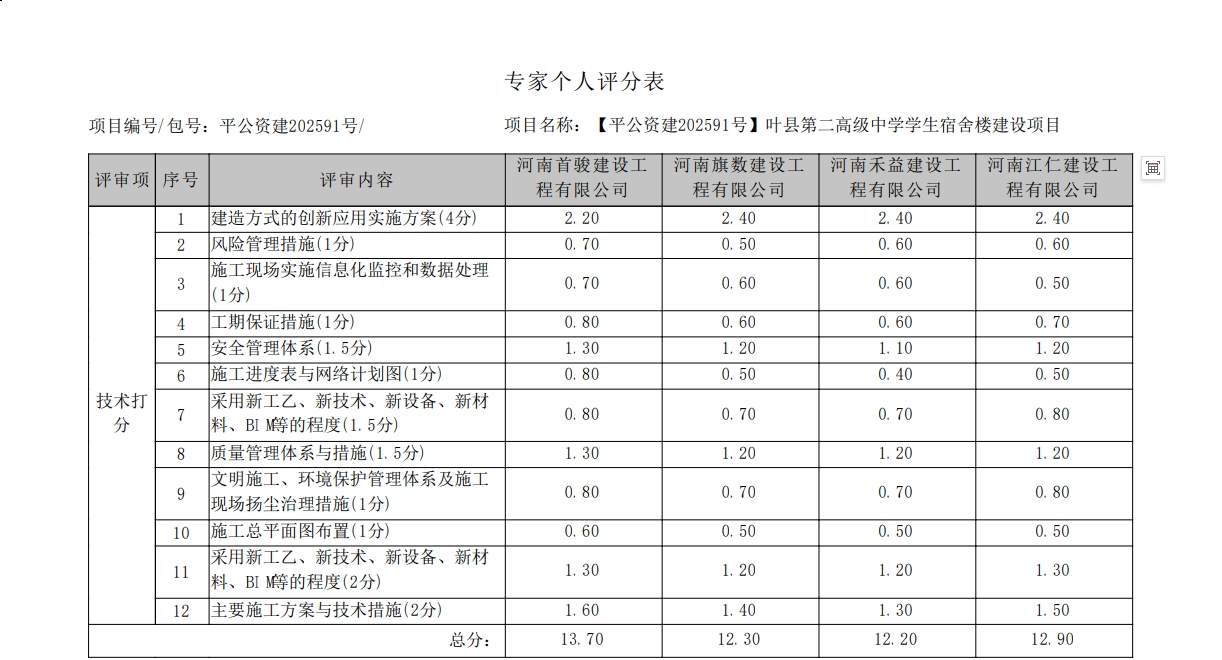 专家个人评分表
项目编号/包号：平公资建202591号/ 项目名称：【平公资建202591号】叶县第二高级中学学生宿舍楼建设项目
评审项 序号 评审内容 河南首骏建设工程有限公司 河南旗数建设工程有限公司 河南禾益建设工程有限公司 河南江仁建设工程有限公司
技术打分
1 建造方式的创新应用实施方案(4分) 2.20 2.40 2.40 2.40
2 风险管理措施(1分) 0.70 0.50 0.60 0.60
3 施工现场实施信息化监控和数据处理(1分) 0.70 0.60 0.60 0.50
4 工期保证措施(1分) 0.80 0.60 0.60 0.70
5 安全管理体系(1.5分) 1.30 1.20 1.10 1.20
6 施工进度表与网络计划图(1分) 0.80 0.50 0.40 0.50
7 采用新工乙、新技术、新设备、新材料、BIM等的程度(1.5分) 0.80 0.70 0.70 0.80
8 质量管理体系与措施(1.5分) 1.30 1.20 1.20 1.20
9 文明施工、环境保护管理体系及施工现场扬尘治理措施(1分) 0.80 0.70 0.70 0.80
10 施工总平面图布置(1分) 0.60 0.50 0.50 0.50
11 采用新工乙、新技术、新设备、新材料、BIM等的程度(2分) 1.30 1.20 1.20 1.30
12 主要施工方案与技术措施(2分) 1.60 1.40 1.30 1.50
总分： 13.70 12.30 12.20 12.90